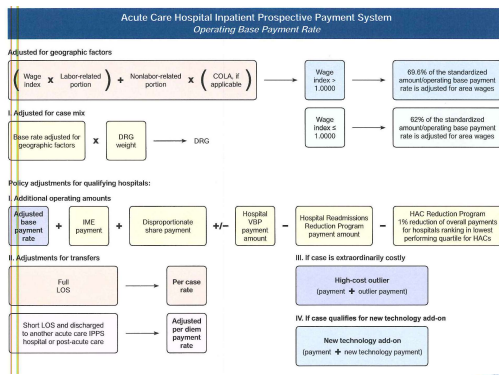 Acute Care Hospital Inpatient Prospective Payment System
Operating Base Payment Rate
Adjusted for geographic factors
( Wage index x Labor-related portion ) + Nonlabor-related portion x ( COLA, if applicable )
Wage index > 1.0000
69.6% of the standardized amount/operating base payment rate is adjusted for area wages
I. Adjusted for case mix
Base rate adjusted for geographic factors x DRG weight DRG
Wage index ≤ 1.0000
62% of the standardized amount/operating base payment rate is adjusted for area wages
Policy adjustments for qualifying hospitals:
I. Additional operating amounts
Adjusted base payment rate + IME payment + Disproportionate share payment +/− Hospital VBP payment amount − Hospital Readmissions Reduction Program payment amount − HAC Reduction Program 1% reduction of overall payments for hospitals ranking in lowest performing quartile for HACs
II. Adjustments for transfers
Full LOS
Per case rate
Short LOS and discharged to another acute care IPPS hospital or post-acute care
Adjusted per diem payment rate
III. If case is extraordinarily costly
High-cost outlier
(payment + outlier payment)
IV. If case qualifies for new technology add-on
New technology add-on
(payment + new technology payment)